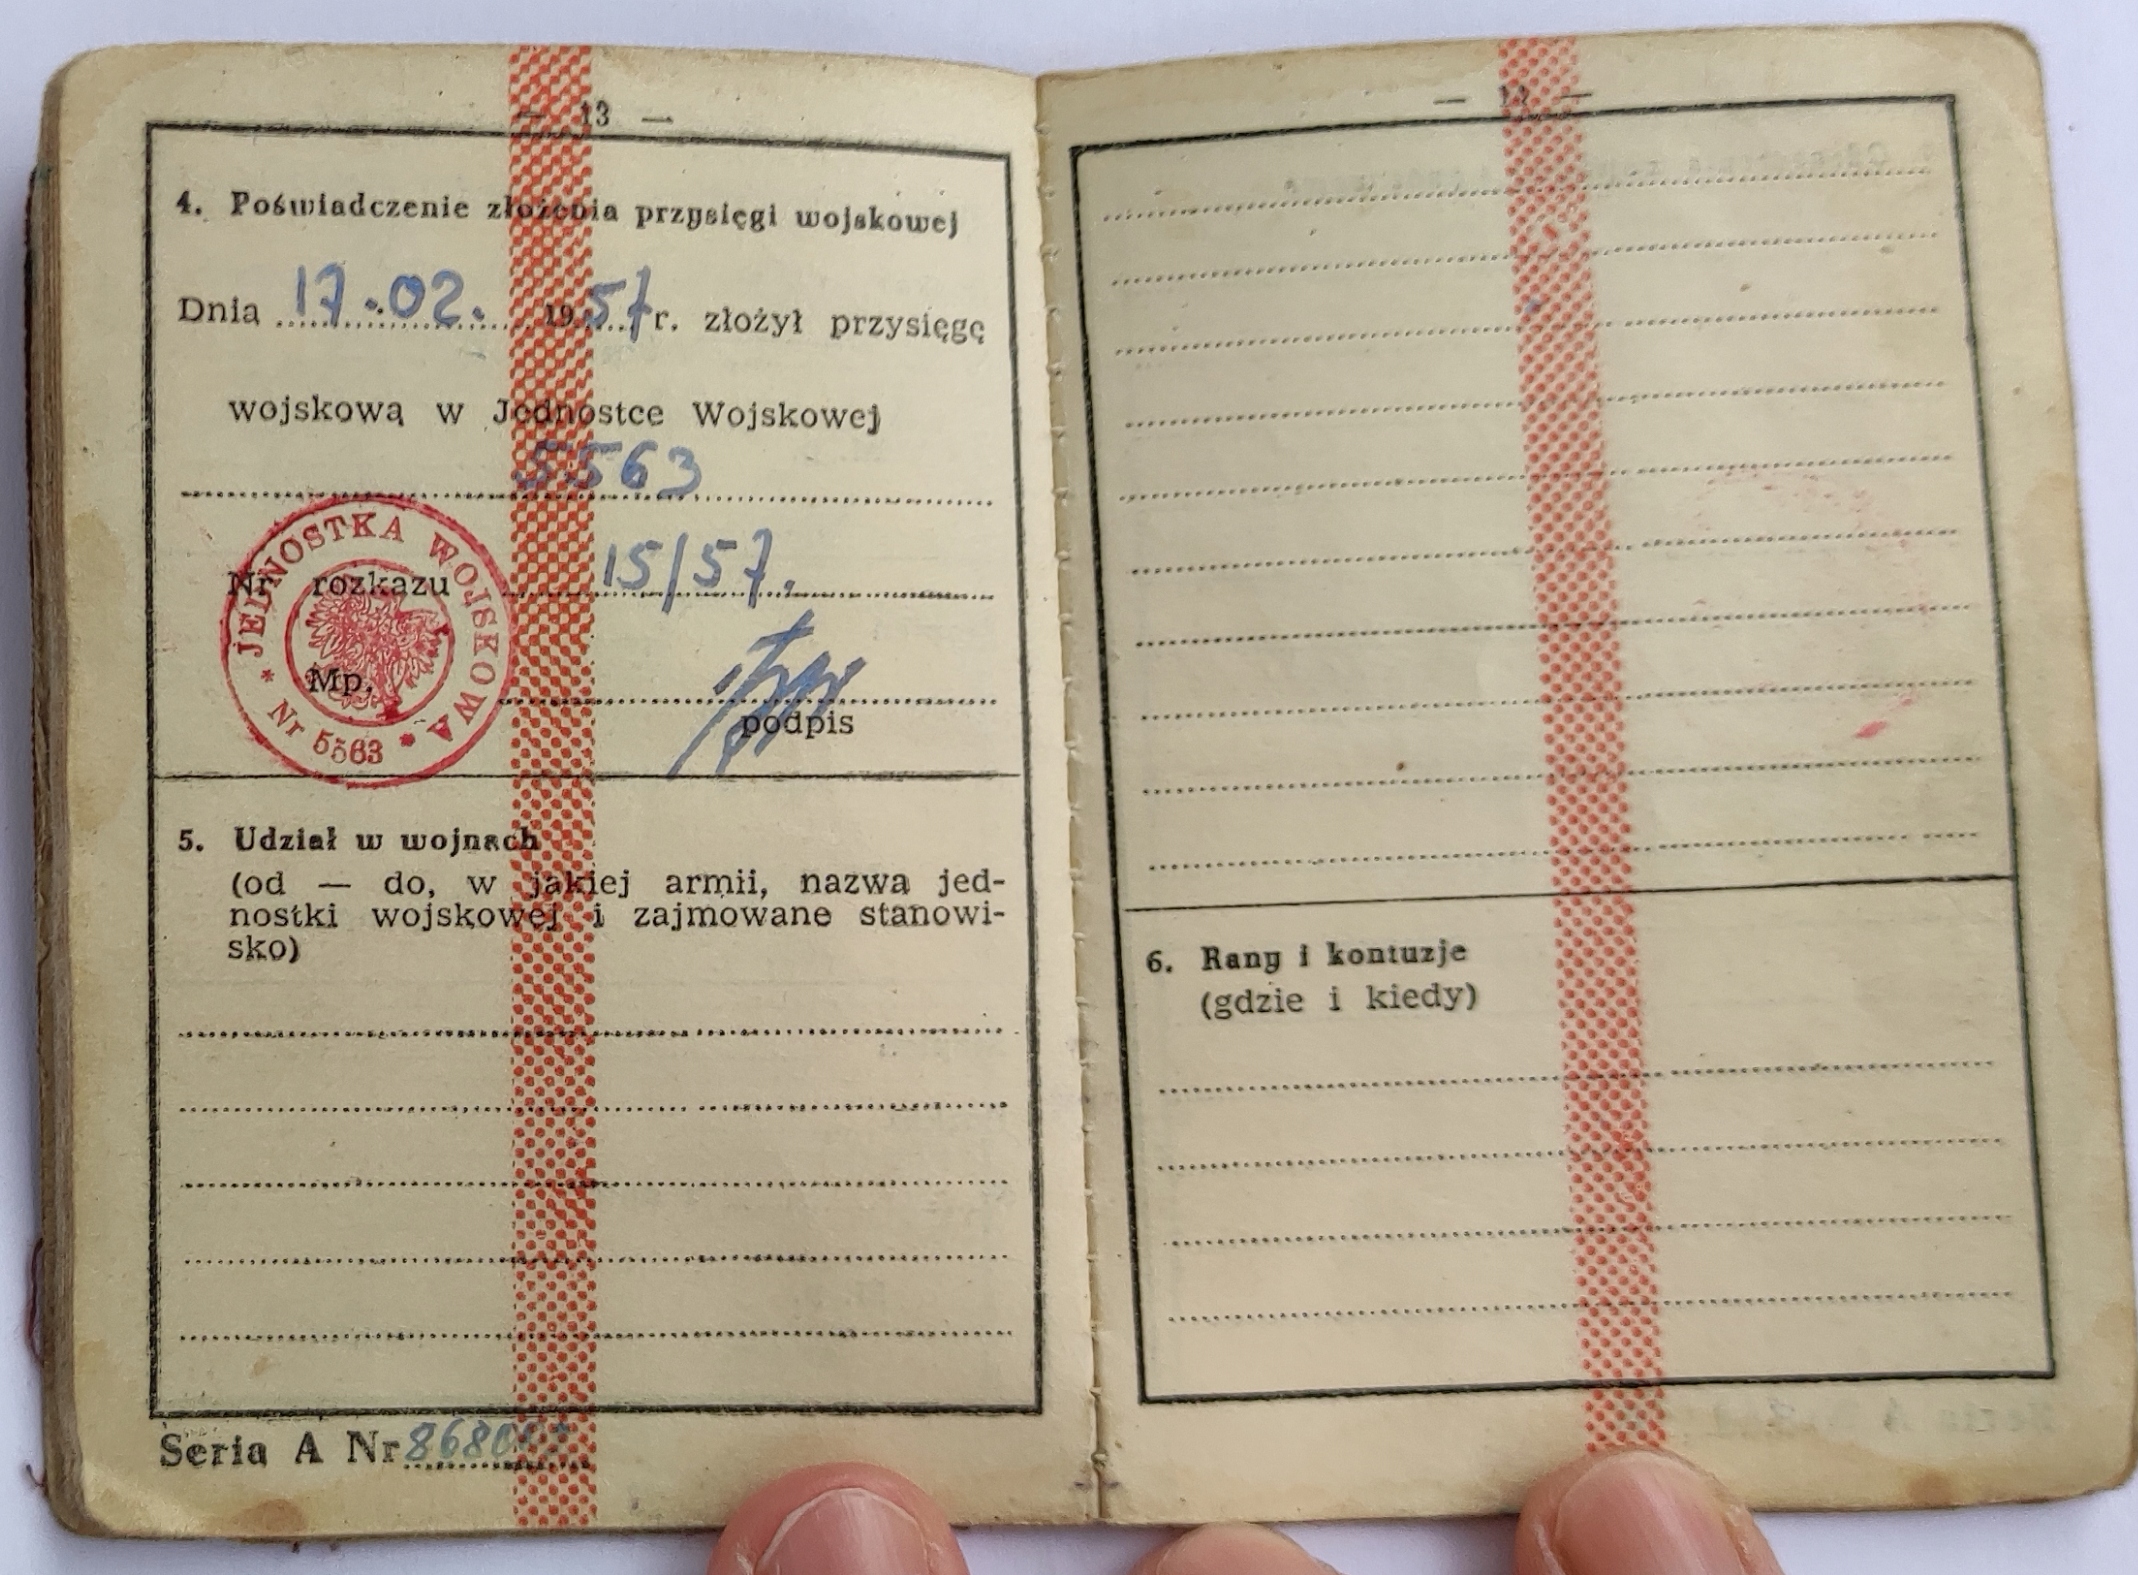 — 13 —
4. Poświadczenie złożenia przysięgi wojskowej
Dnia 17.02. 1957 r. złożył przysięgę
wojskową w Jednostce Wojskowej
5563
Nr rozkazu 15/57.
Mp.
podpis
JEDNOSTKA WOJSKOWA
* Nr 5563 *
5. Udział w wojnach
(od — do, w jakiej armii, nazwa jed-
nostki wojskowej i zajmowane stanowi-
sko)
Seria A Nr
— 14 —
6. Rany i kontuzje
(gdzie i kiedy)